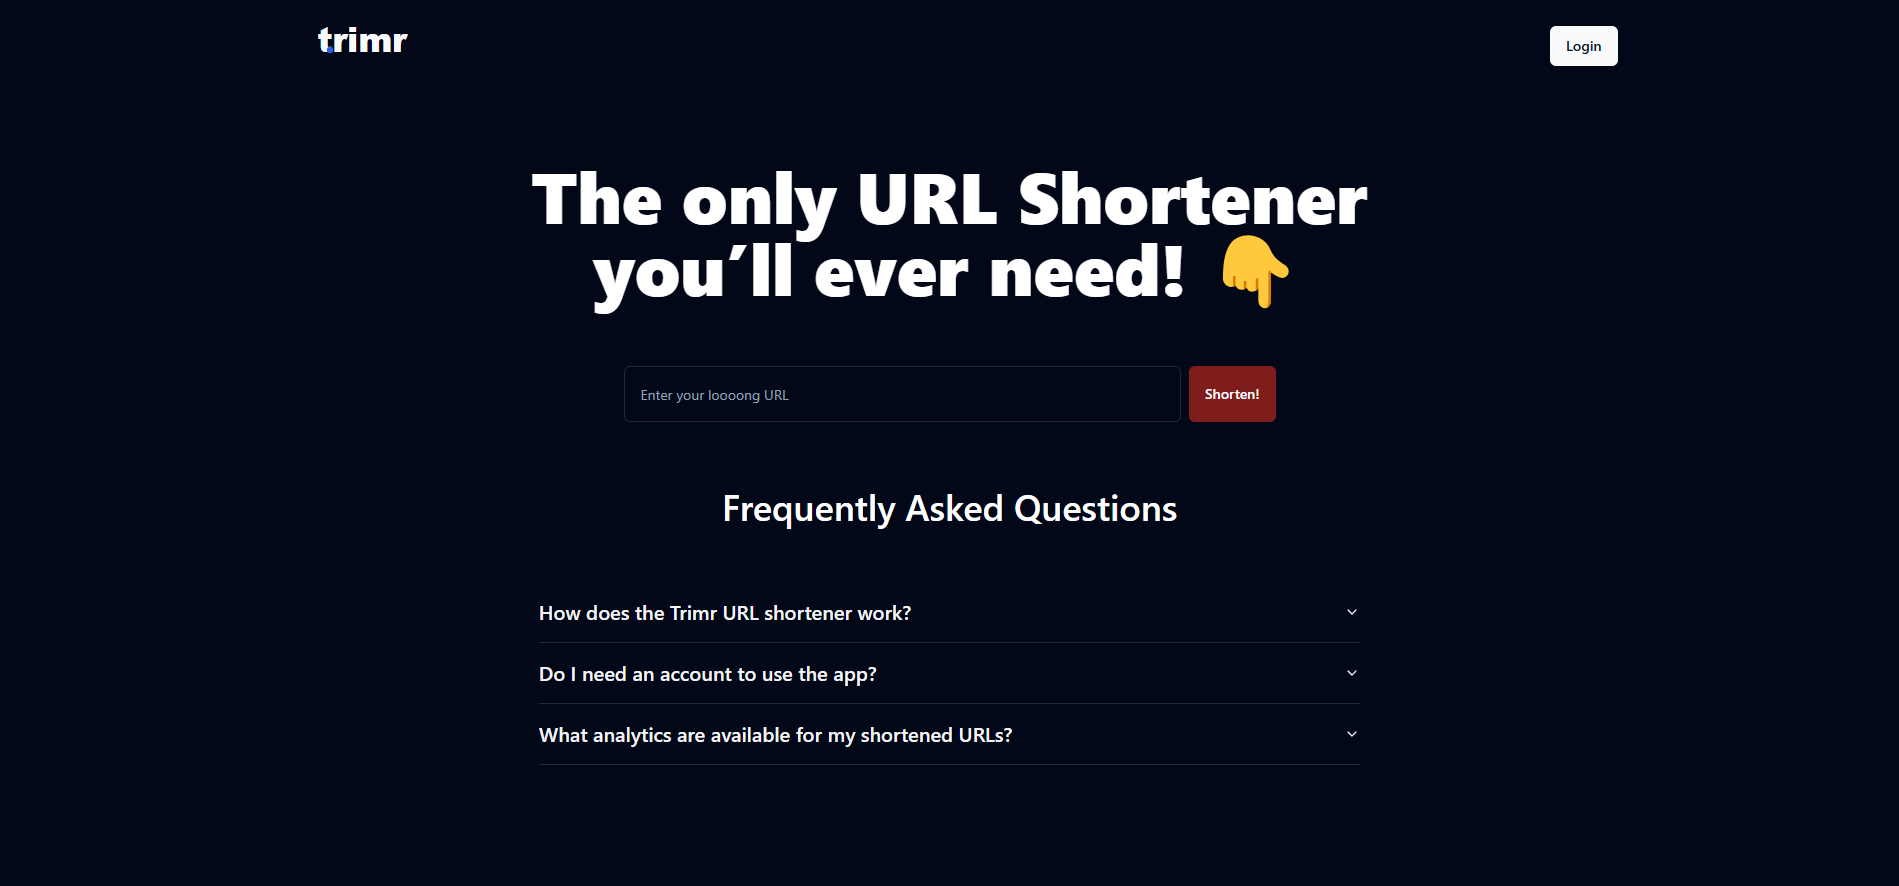 trimr
Login
The only URL Shortener
you’ll ever need! 👇
Enter your loooong URL
Shorten!
Frequently Asked Questions
How does the Trimr URL shortener work?
Do I need an account to use the app?
What analytics are available for my shortened URLs?